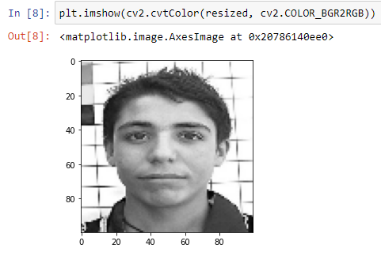 In [8]: plt.imshow(cv2.cvtColor(resized, cv2.COLOR_BGR2RGB))
Out[8]: <matplotlib.image.AxesImage at 0x20786140ee0>
0
20
40
60
80
0 20 40 60 80